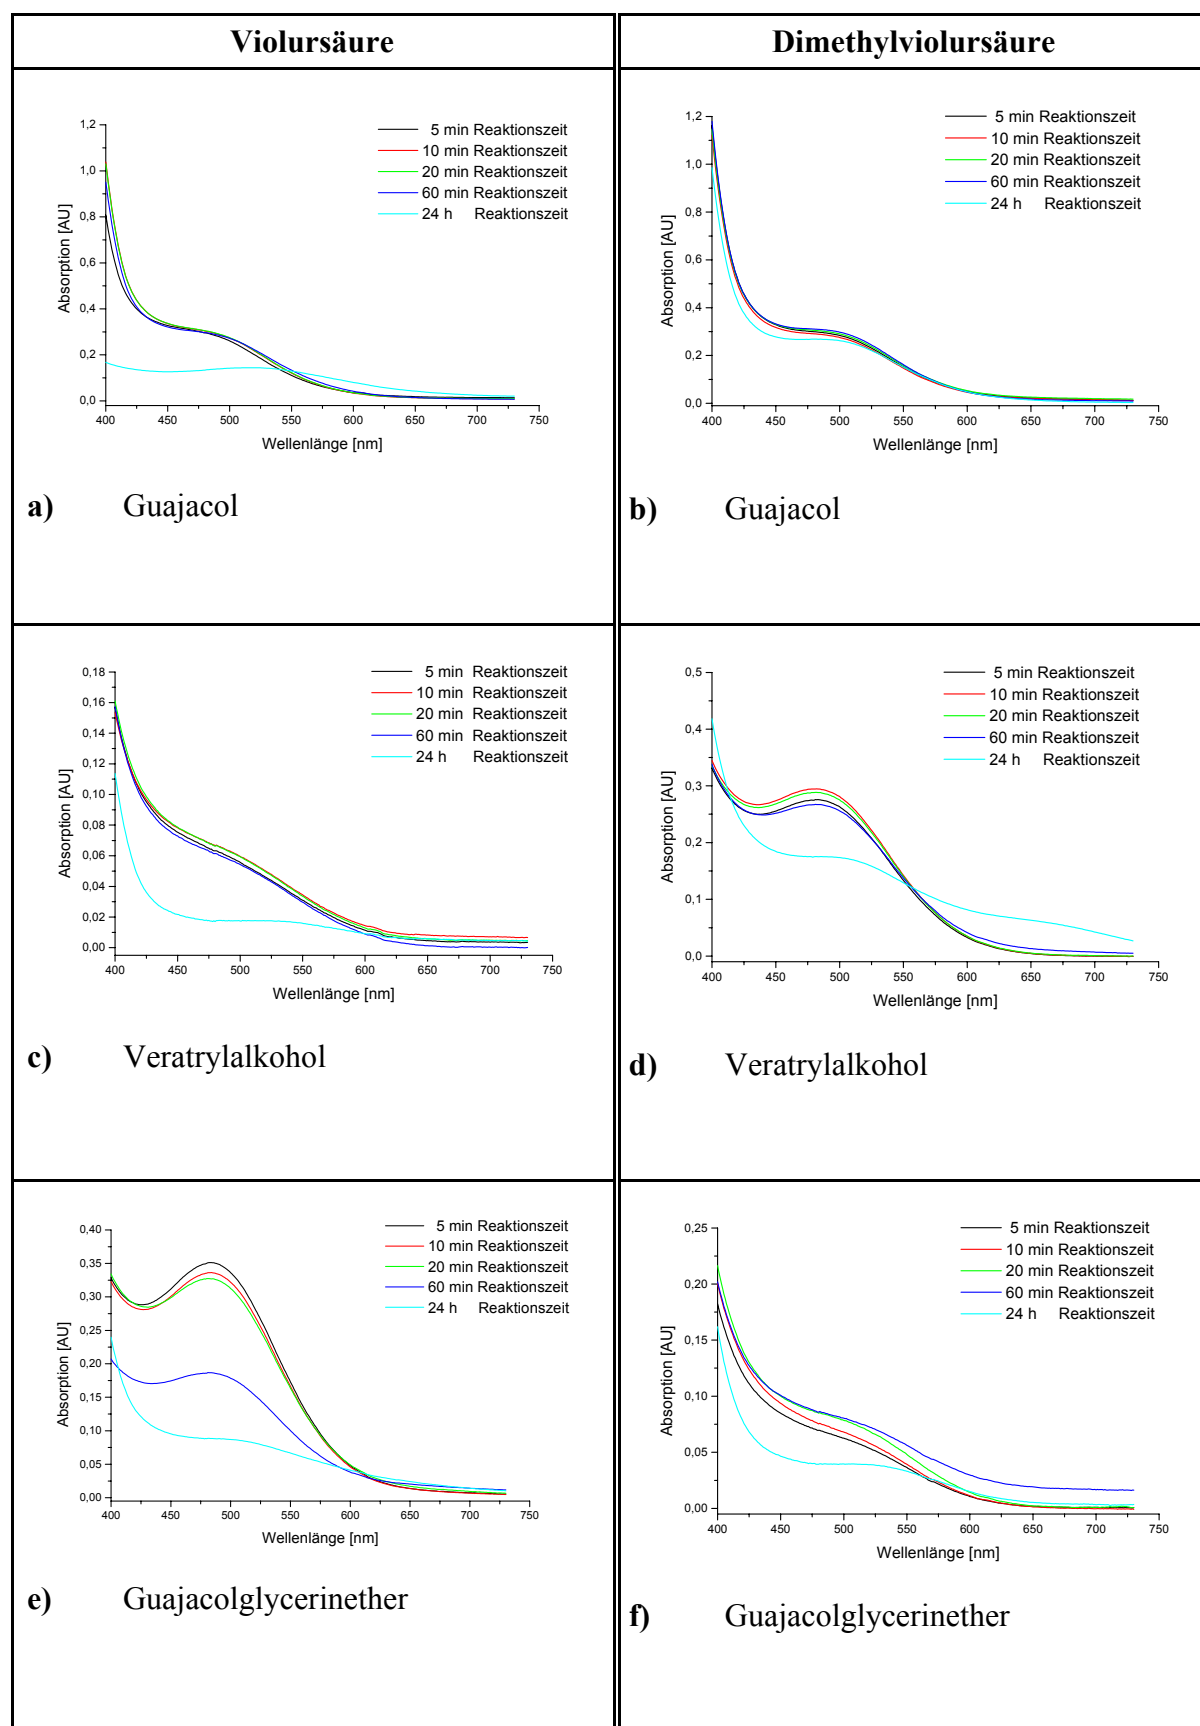 Violursäure
Dimethylviolursäure
5 min Reaktionszeit
10 min Reaktionszeit
20 min Reaktionszeit
60 min Reaktionszeit
24 h Reaktionszeit
1,2
1,0
0,8
0,6
0,4
0,2
0,0
Absorption [AU]
400 450 500 550 600 650 700 750
Wellenlänge [nm]
a) Guajacol
5 min Reaktionszeit
10 min Reaktionszeit
20 min Reaktionszeit
60 min Reaktionszeit
24 h Reaktionszeit
1,2
1,0
0,8
0,6
0,4
0,2
0,0
Absorption [AU]
400 450 500 550 600 650 700 750
Wellenlänge [nm]
b) Guajacol
5 min Reaktionszeit
10 min Reaktionszeit
20 min Reaktionszeit
60 min Reaktionszeit
24 h Reaktionszeit
0,18
0,16
0,14
0,12
0,10
0,08
0,06
0,04
0,02
0,00
Absorption [AU]
400 450 500 550 600 650 700 750
Wellenlänge [nm]
c) Veratrylalkohol
5 min Reaktionszeit
10 min Reaktionszeit
20 min Reaktionszeit
60 min Reaktionszeit
24 h Reaktionszeit
0,5
0,4
0,3
0,2
0,1
0,0
Absorption [AU]
400 450 500 550 600 650 700 750
Wellenlänge [nm]
d) Veratrylalkohol
5 min Reaktionszeit
10 min Reaktionszeit
20 min Reaktionszeit
60 min Reaktionszeit
24 h Reaktionszeit
0,40
0,35
0,30
0,25
0,20
0,15
0,10
0,05
0,00
Absorption [AU]
400 450 500 550 600 650 700 750
Wellenlänge [nm]
e) Guajacolglycerinether
5 min Reaktionszeit
10 min Reaktionszeit
20 min Reaktionszeit
60 min Reaktionszeit
24 h Reaktionszeit
0,25
0,20
0,15
0,10
0,05
0,00
Absorption [AU]
400 450 500 550 600 650 700 750
Wellenlänge [nm]
f) Guajacolglycerinether